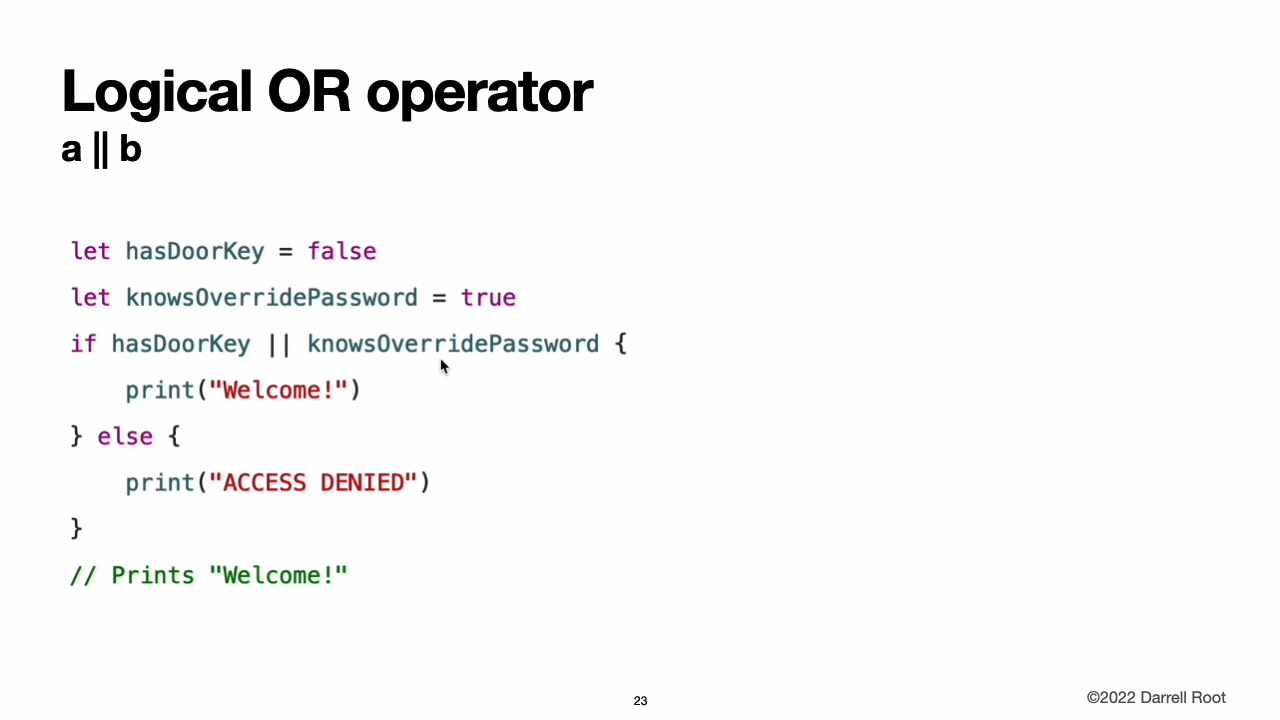 Logical OR operator
a || b
let hasDoorKey = false
let knowsOverridePassword = true
if hasDoorKey || knowsOverridePassword {
    print("Welcome!")
} else {
    print("ACCESS DENIED")
}
// Prints "Welcome!"
23
©2022 Darrell Root